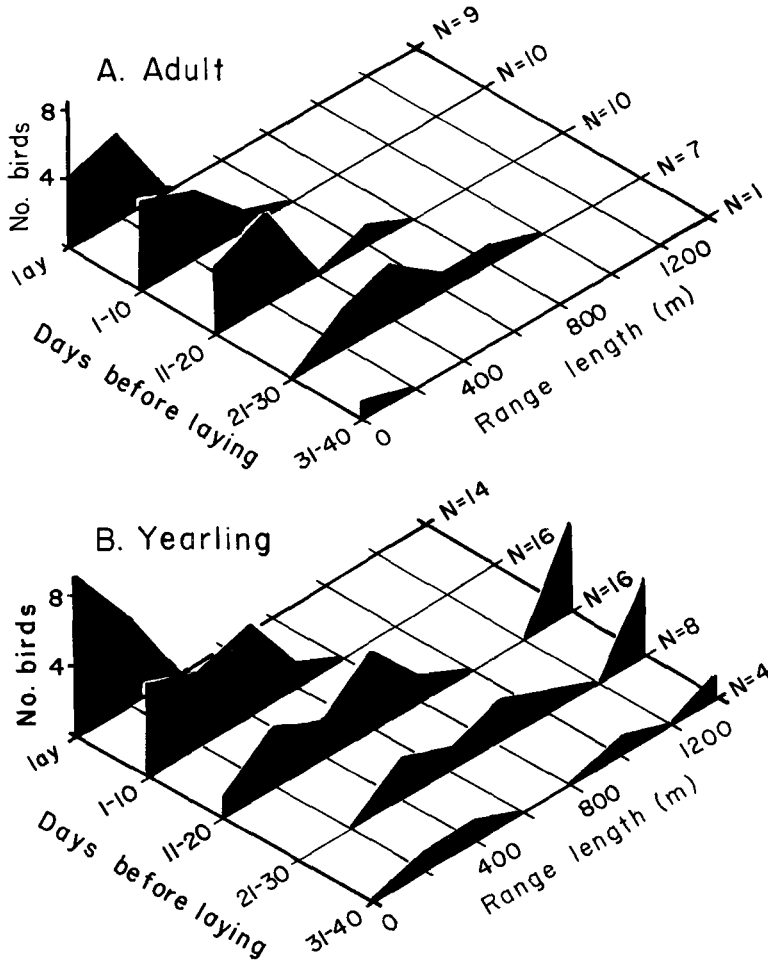 A. Adult
No. birds
8
4
lay
1-10
11-20
21-30
31-40
Days before laying
0
400
800
1200
Range length (m)
N=9
N=10
N=10
N=7
N=1
B. Yearling
No. birds
8
4
lay
1-10
11-20
21-30
31-40
Days before laying
0
400
800
1200
Range length (m)
N=14
N=16
N=16
N=8
N=4